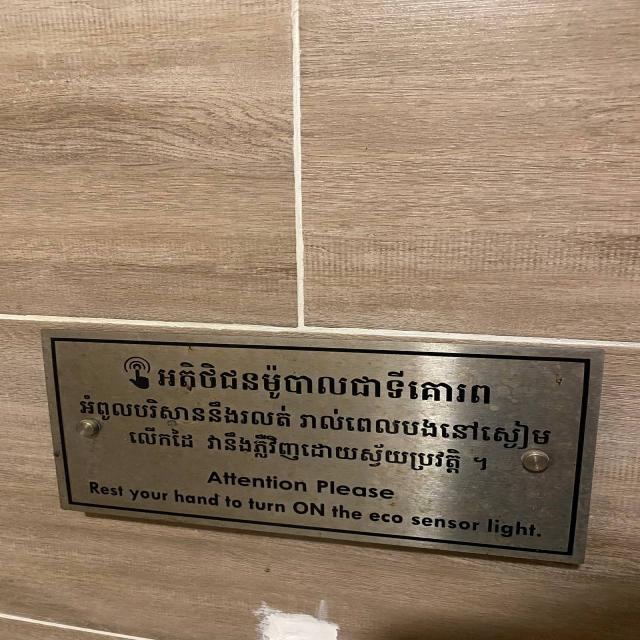 អតិថិជនម៉ូបាលជាទីគោរព
អំពូលបរិស្ថាននឹងរលត់ រាល់ពេលបងនៅស្ងៀម
លើកដៃ វានឹងភ្លឺវិញដោយស្វ័យប្រវត្តិ ។
Attention Please
Rest your hand to turn ON the eco sensor light.